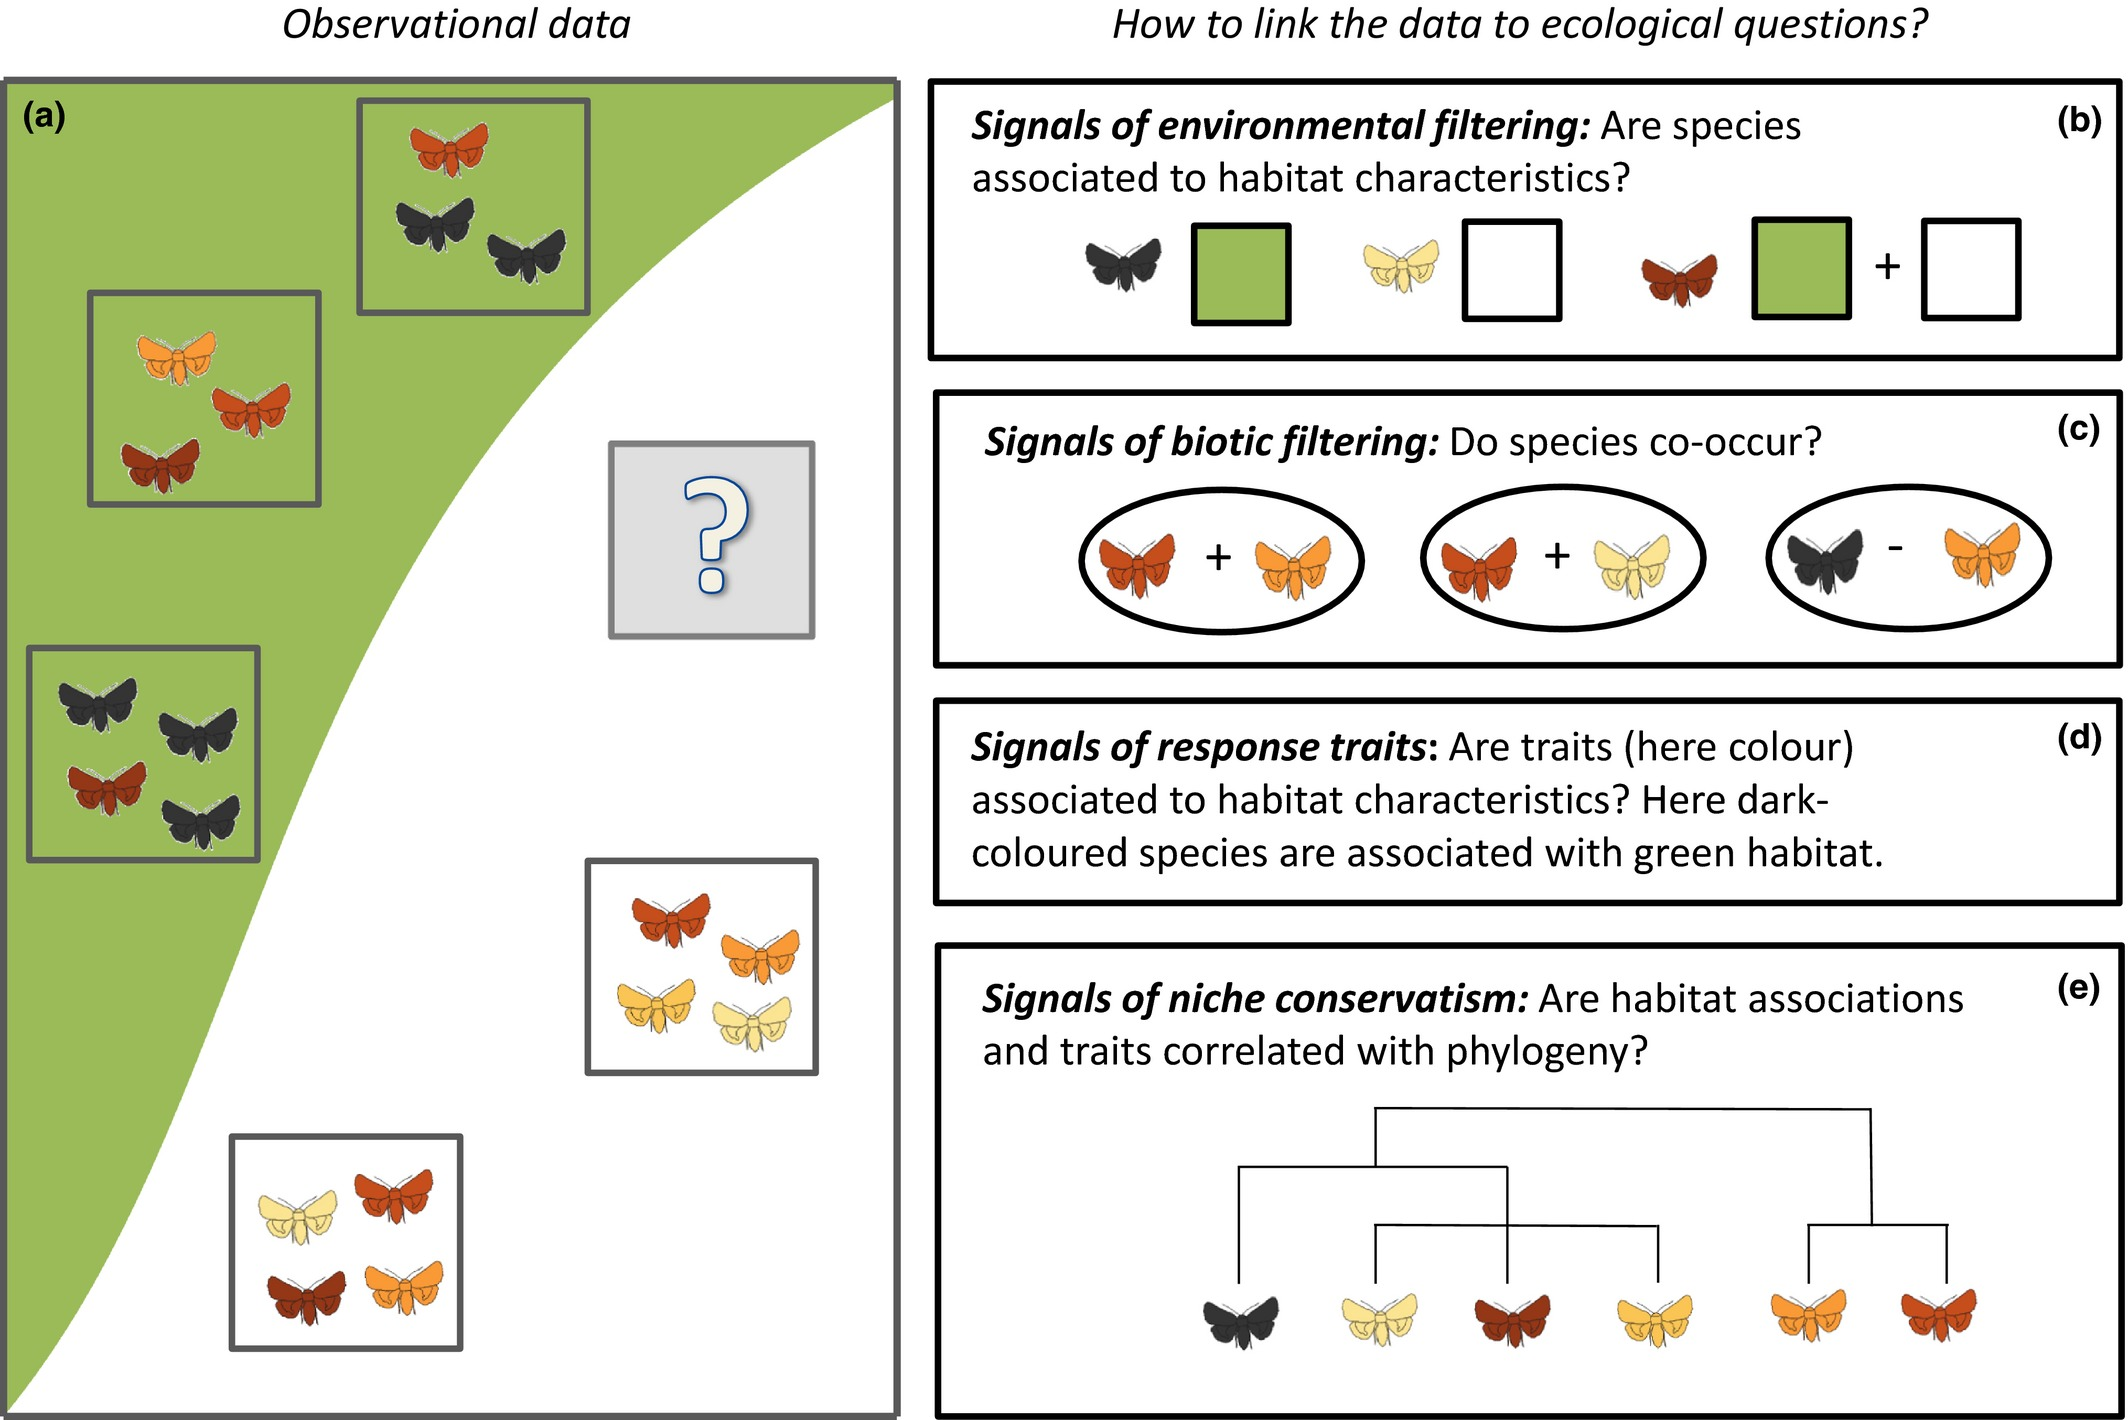 Observational data
How to link the data to ecological questions?
(a)
?
Signals of environmental filtering: Are species
(b)
associated to habitat characteristics?
+
Signals of biotic filtering: Do species co-occur?
(c)
+
+
-
Signals of response traits: Are traits (here colour)
(d)
associated to habitat characteristics? Here dark-
coloured species are associated with green habitat.
Signals of niche conservatism: Are habitat associations
(e)
and traits correlated with phylogeny?